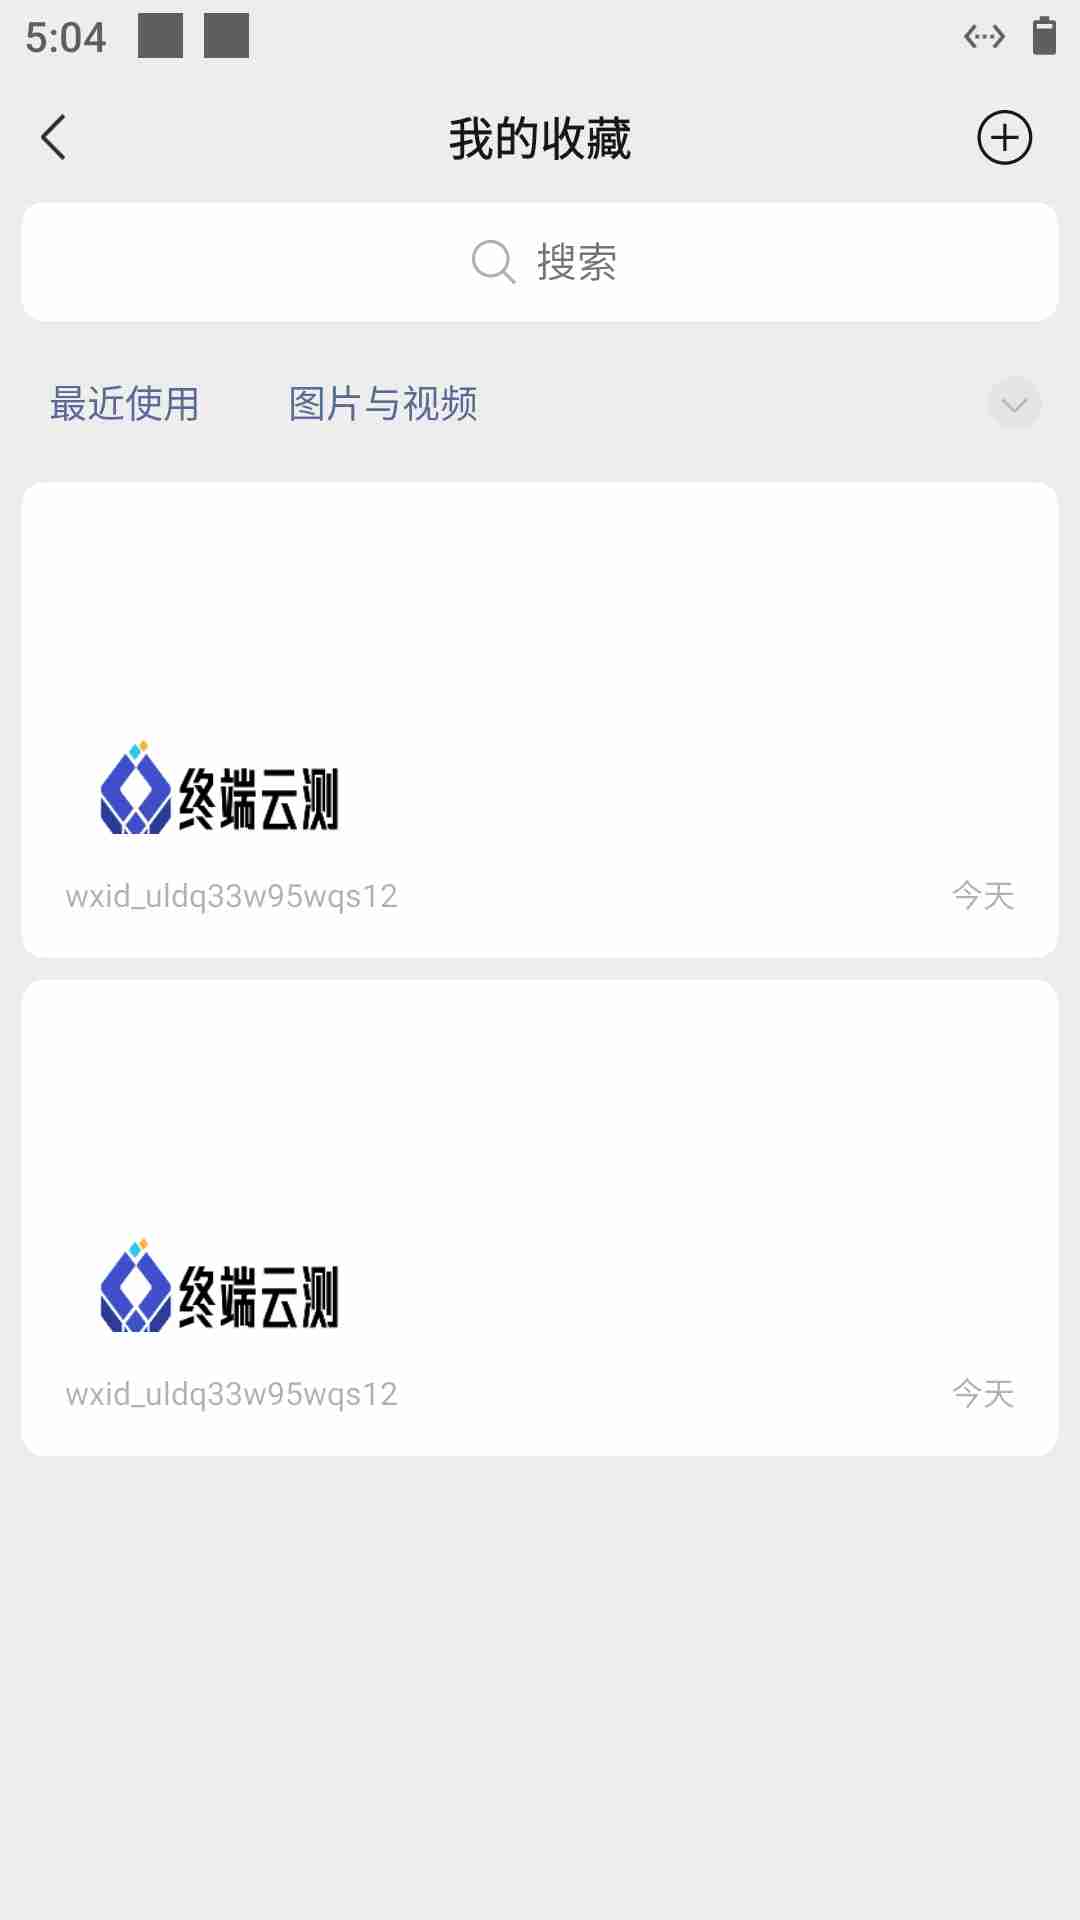 5:04
我的收藏
搜索
最近使用 图片与视频
终端云测
wxid_uldq33w95wqs12 今天
终端云测
wxid_uldq33w95wqs12 今天